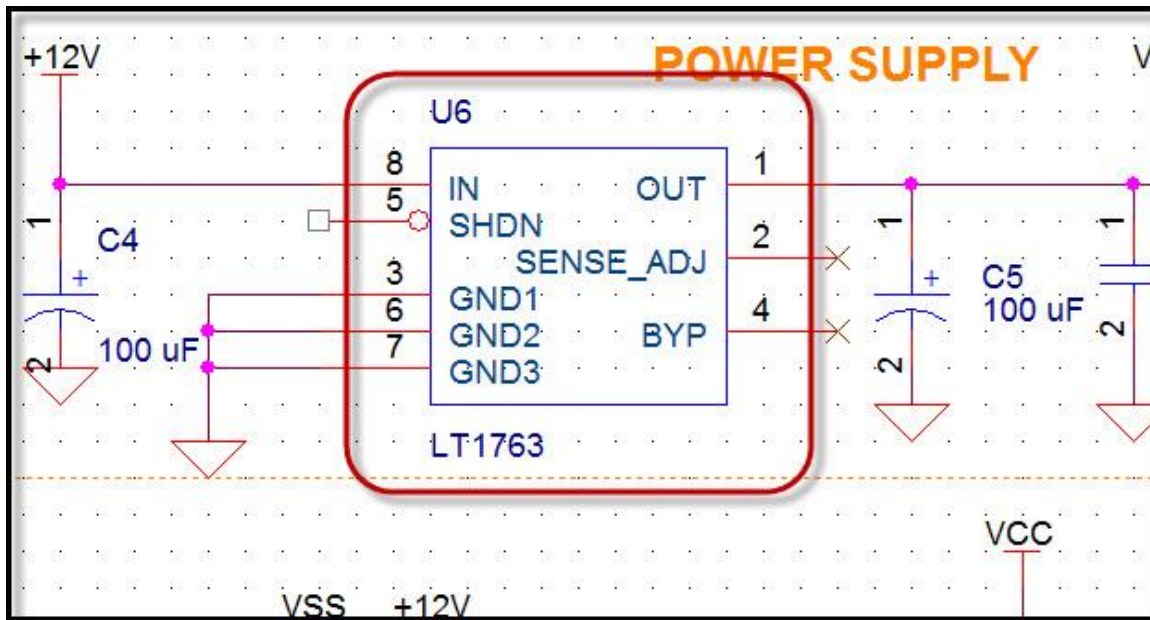 +12V
POWER SUPPLY
V
U6
8
IN
OUT
1
5
SHDN
SENSE_ADJ
2
3
GND1
6
GND2
BYP
4
7
GND3
LT1763
1
C4
+
100 uF
2
1
+
C5
100 uF
2
1
2
VCC
VSS
+12V